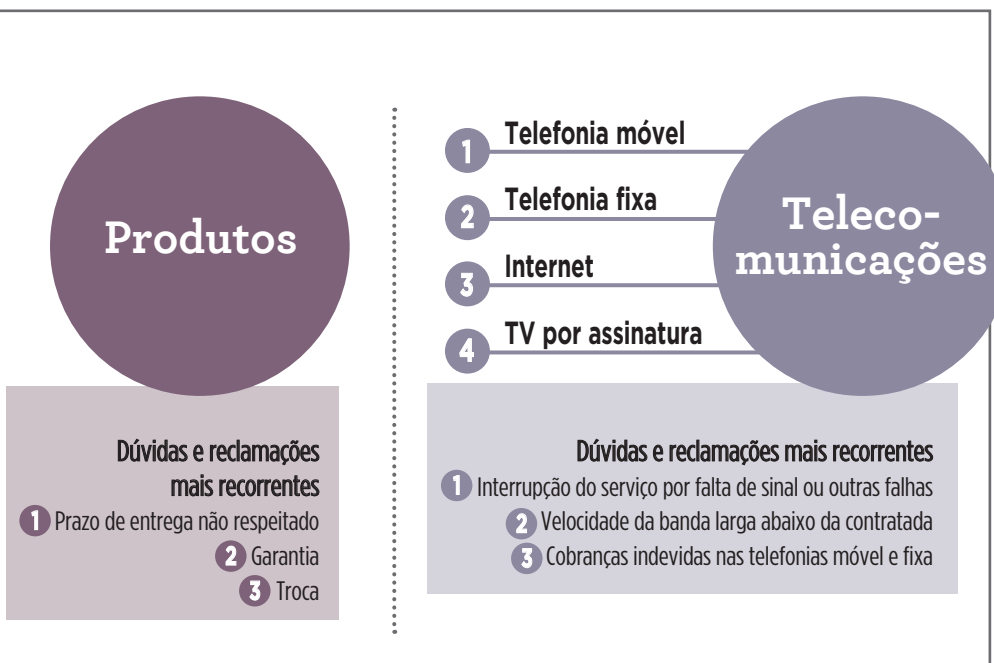 Produtos
Dúvidas e reclamações
mais recorrentes
1 Prazo de entrega não respeitado
2 Garantia
3 Troca
1 Telefonia móvel
2 Telefonia fixa
3 Internet
4 TV por assinatura
Teleco-
municações
Dúvidas e reclamações mais recorrentes
1 Interrupção do serviço por falta de sinal ou outras falhas
2 Velocidade da banda larga abaixo da contratada
3 Cobranças indevidas nas telefonias móvel e fixa